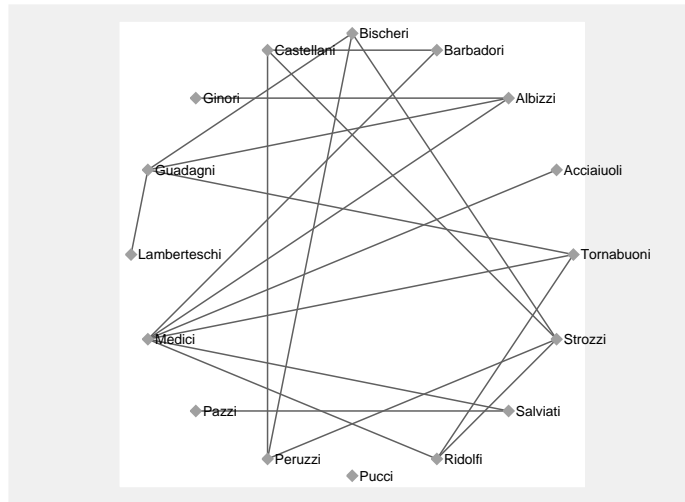 Bischeri
Castellani
Barbadori
Ginori
Albizzi
Guadagni
Acciaiuoli
Lamberteschi
Tornabuoni
Medici
Strozzi
Pazzi
Salviati
Peruzzi
Ridolfi
Pucci